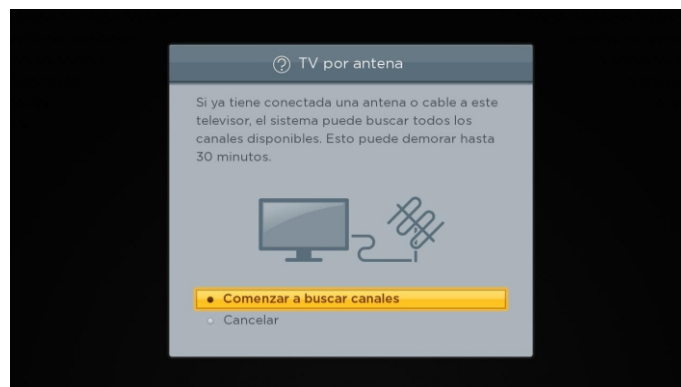 TV por antena
Si ya tiene conectada una antena o cable a este
televisor, el sistema puede buscar todos los
canales disponibles. Esto puede demorar hasta
30 minutos.
Comenzar a buscar canales
Cancelar